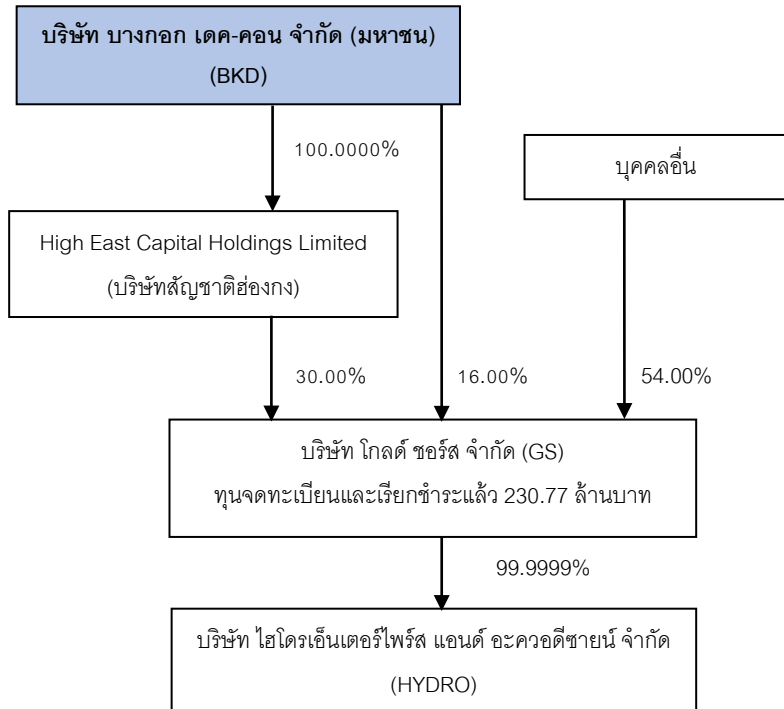 บริษัท บางกอก เดค-คอน จำกัด (มหาชน)
(BKD)
100.0000%
บุคคลอื่น
High East Capital Holdings Limited
(บริษัทสัญชาติฮ่องกง)
30.00%
16.00%
54.00%
บริษัท โกลด์ ชอร์ส จำกัด (GS)
ทุนจดทะเบียนและเรียกชำระแล้ว 230.77 ล้านบาท
99.9999%
บริษัท ไฮโดรเอ็นเตอร์ไพร์ส แอนด์ อะควอดีซายน์ จำกัด
(HYDRO)